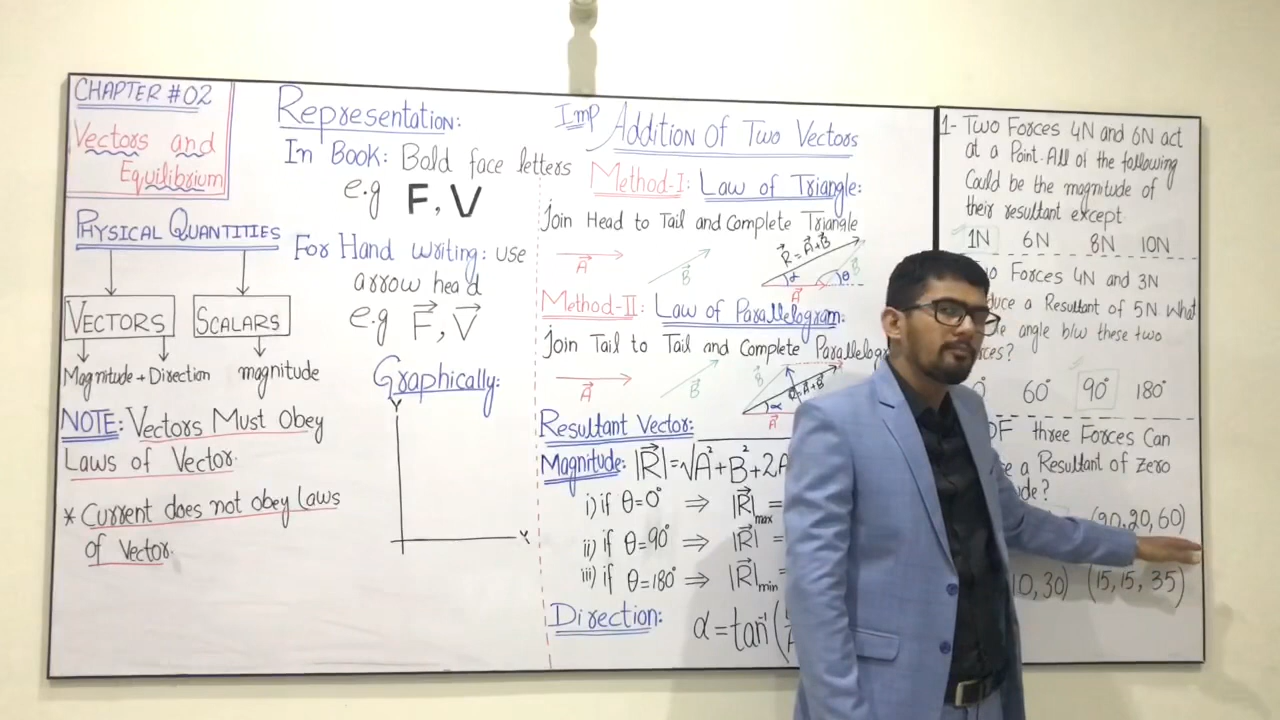 CHAPTER #02
Vectors and
Equilibrium
PHYSICAL QUANTITIES
VECTORS
SCALARS
Magnitude + Direction
magnitude
NOTE: Vectors Must Obey
Laws of Vector.
* Current does not obey laws
of Vector.
Representation:
In Book: Bold face letters
e.g F, V
For Hand writing: use
arrow head
e.g F⃗, V⃗
Graphically:
Y
X
Imp Addition Of Two Vectors
Method-I: Law of Triangle:
Join Head to Tail and Complete Triangle
A⃗
B⃗
R⃗ = A⃗+B⃗
α
θ
B⃗
A⃗
Method-II: Law of Parallelogram:
Join Tail to Tail and Complete
A⃗
B⃗
B⃗
R⃗=A⃗+B⃗
α
A⃗
Resultant Vector:
Magnitude: |R⃗| = √A²+B²+2A
i) if θ=0° ⇒ |R⃗|max =
ii) if θ=90° ⇒ |R⃗| =
iii) if θ=180° ⇒ |R⃗|min =
Direction: α = tan⁻¹(
1- Two Forces 4N and 6N act
at a Point. All of the following
Could be the magnitude of
their resultant except
1N 6N 8N 10N
Forces 4N and 3N
a Resultant of 5N What
angle b/w these two
60° 90° 180°
three Forces Can
a Resultant of Zero
20, 60)
10, 30) (15, 15, 35)